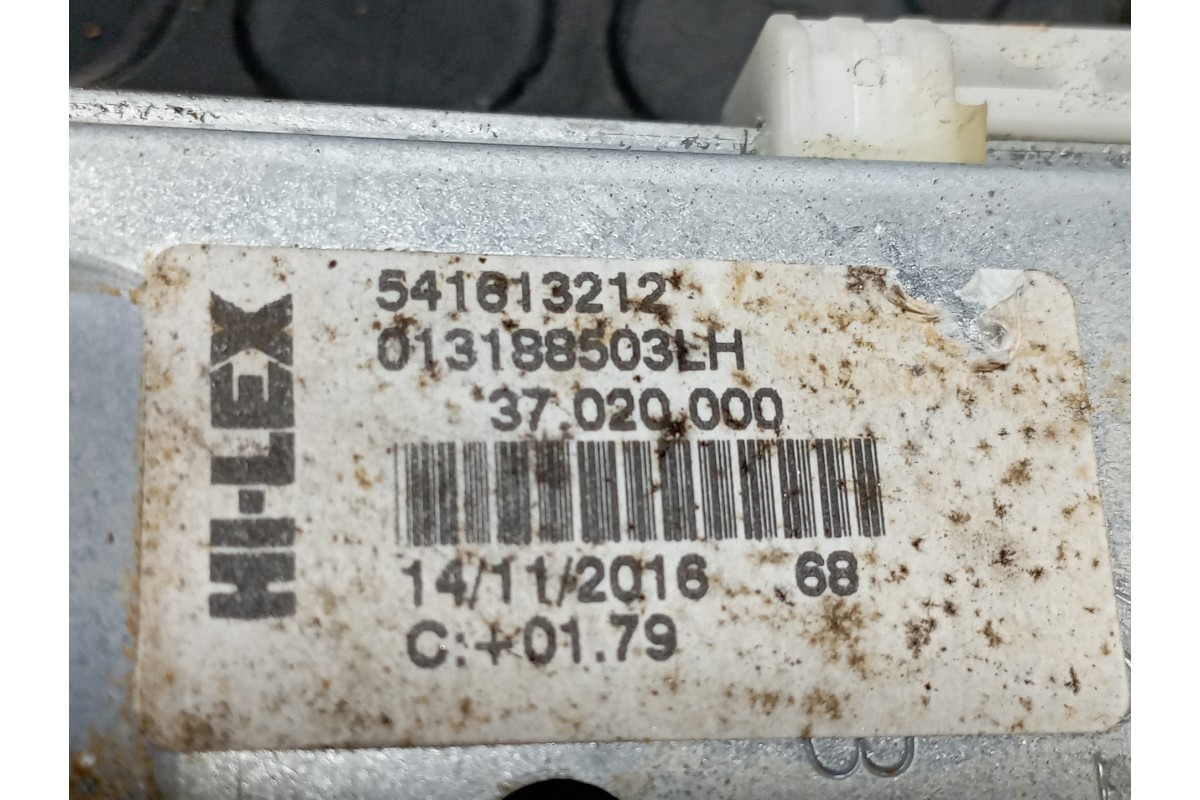 HI-LEX
541613212
013188503LH
37.020.000
14/11/2016 68
C:+01.79